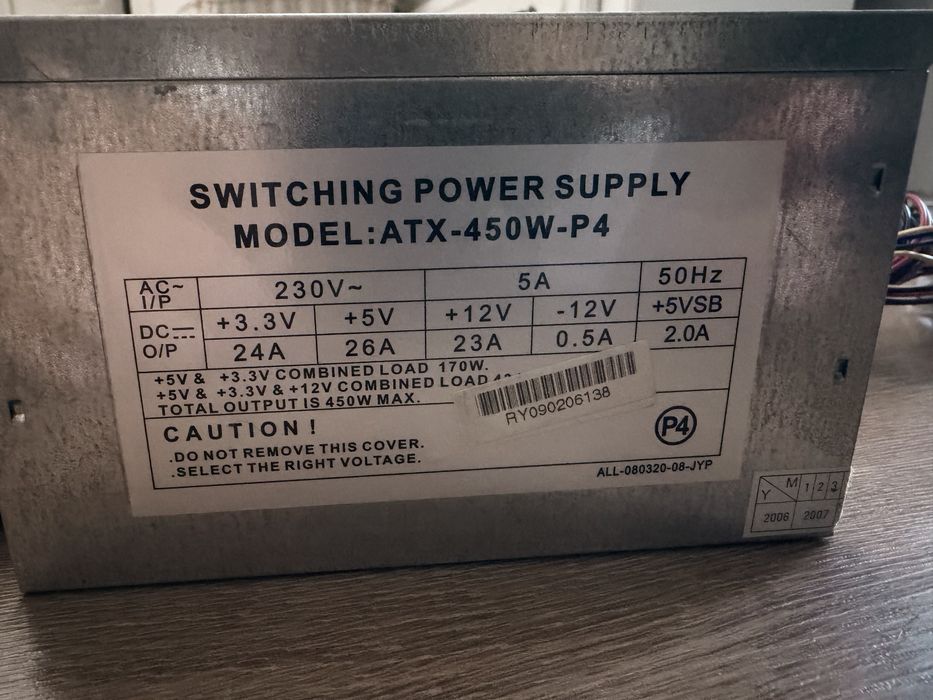 SWITCHING POWER SUPPLY
MODEL:ATX-450W-P4
AC~ I/P 230V~ 5A 50Hz
DC⎓ O/P +3.3V +5V +12V -12V +5VSB
24A 26A 23A 0.5A 2.0A
+5V & +3.3V COMBINED LOAD 170W.
+5V & +3.3V & +12V COMBINED LOAD
TOTAL OUTPUT IS 450W MAX.
RY090206138
CAUTION !
.DO NOT REMOVE THIS COVER.
.SELECT THE RIGHT VOLTAGE.
P4
ALL-080320-08-JYP
Y M 1 2 3
2006 2007